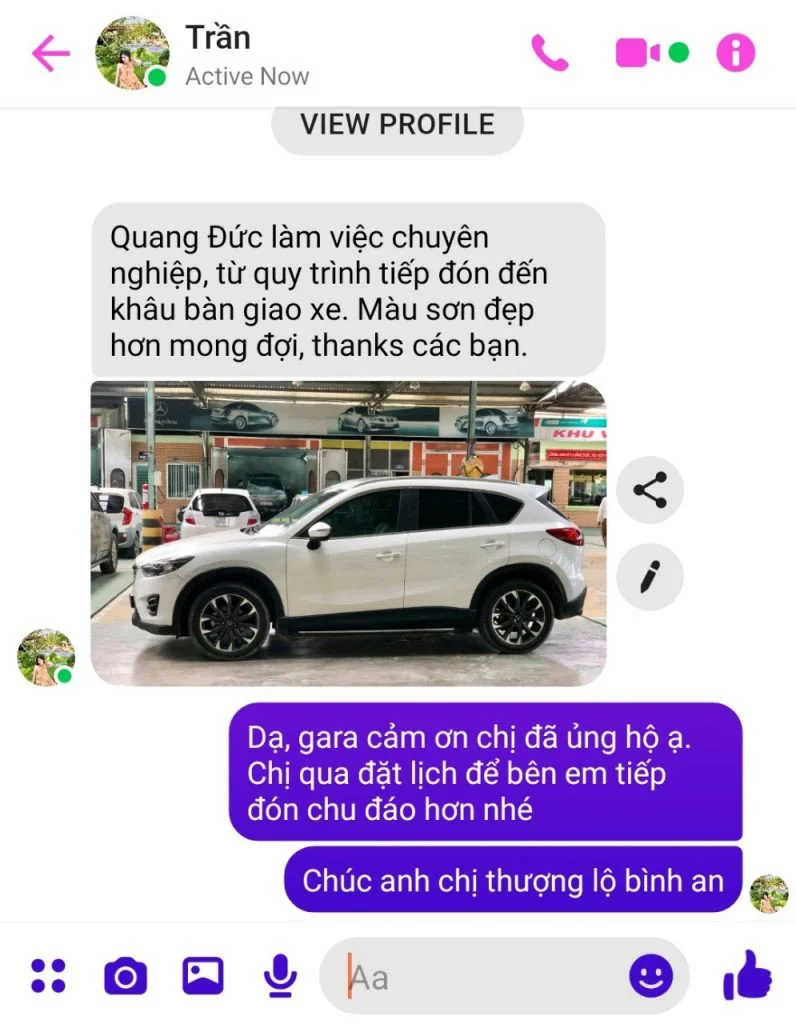 Trần
Active Now
VIEW PROFILE
Quang Đức làm việc chuyên
nghiệp, từ quy trình tiếp đón đến
khâu bàn giao xe. Màu sơn đẹp
hơn mong đợi, thanks các bạn.
KHU V
Dạ, gara cảm ơn chị đã ủng hộ ạ.
Chị qua đặt lịch để bên em tiếp
đón chu đáo hơn nhé
Chúc anh chị thượng lộ bình an
Aa